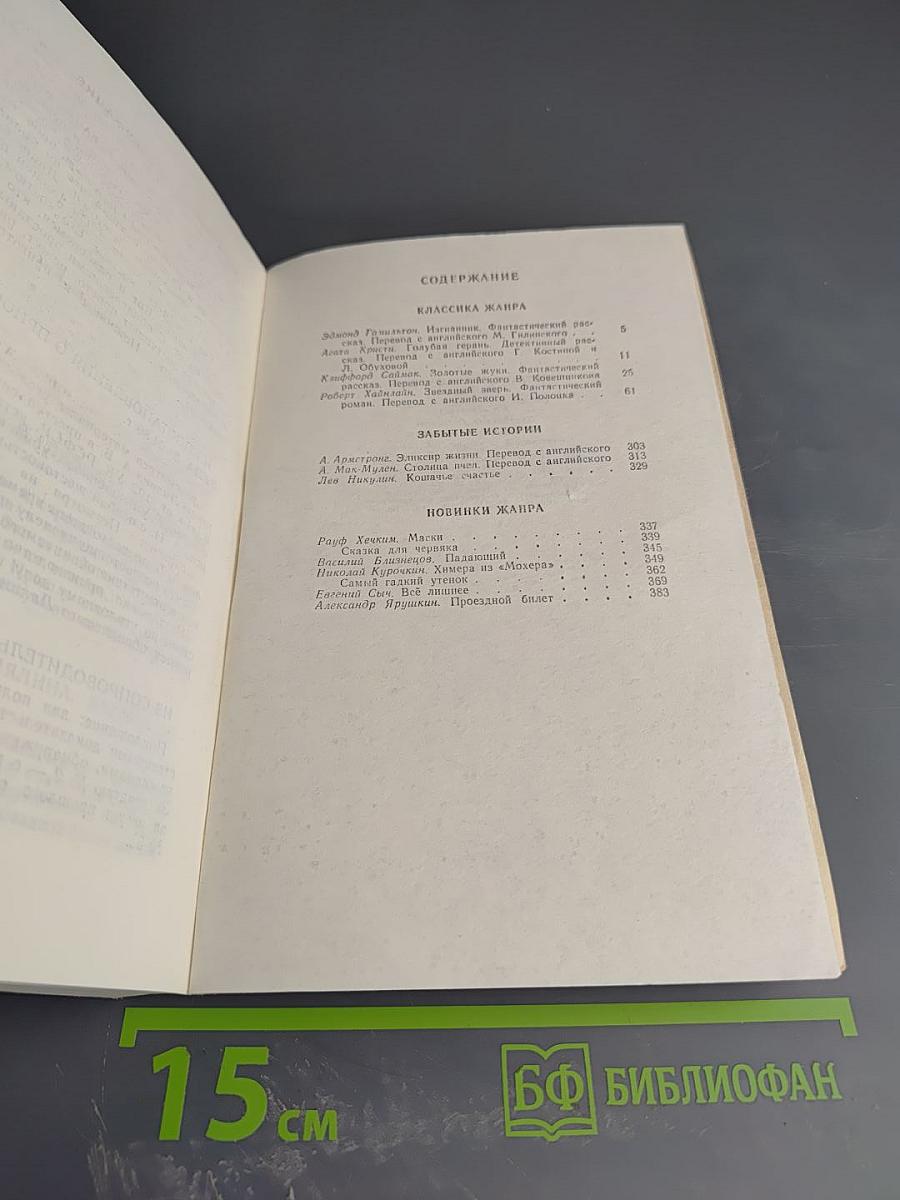 СОДЕРЖАНИЕ
КЛАССИКА ЖАНРА
Эдмонд Гамильтон. Изгнанник. Фантастический рас-
сказ. Перевод с английского М. Гилинского . . 5
Агата Кристи. Голубая герань. Детективный рас-
сказ. Перевод с английского Г. Костиной и
Л. Обуховой . . . . . . . 11
Клиффорд Саймак. Золотые жуки. Фантастический
рассказ. Перевод с английского В. Ковешникова 25
Роберт Хайнлайн. Звездный зверь. Фантастический
роман. Перевод с английского И. Полоцка . . 61
ЗАБЫТЫЕ ИСТОРИИ
А. Армстронг. Эликсир жизни. Перевод с английского 303
А. Мак-Мулен. Столица пчел. Перевод с английского 313
Лев Никулин. Кошачье счастье . . . . . . 329
НОВИНКИ ЖАНРА
Рауф Хечким. Маски . . . . . . . . 337
Сказка для червяка . . . . . . . 339
Василий Близнецов. Падающий . . . . . . 345
Николай Курочкин. Химера из «Мохера» . . . . 349
Самый гадкий утенок . . . . . . . 362
Евгений Сыч. Всё лишнее . . . . . . . 369
Александр Ярушкин. Проездной билет . . . . 383
15 см
БФ БИБЛИОФАН